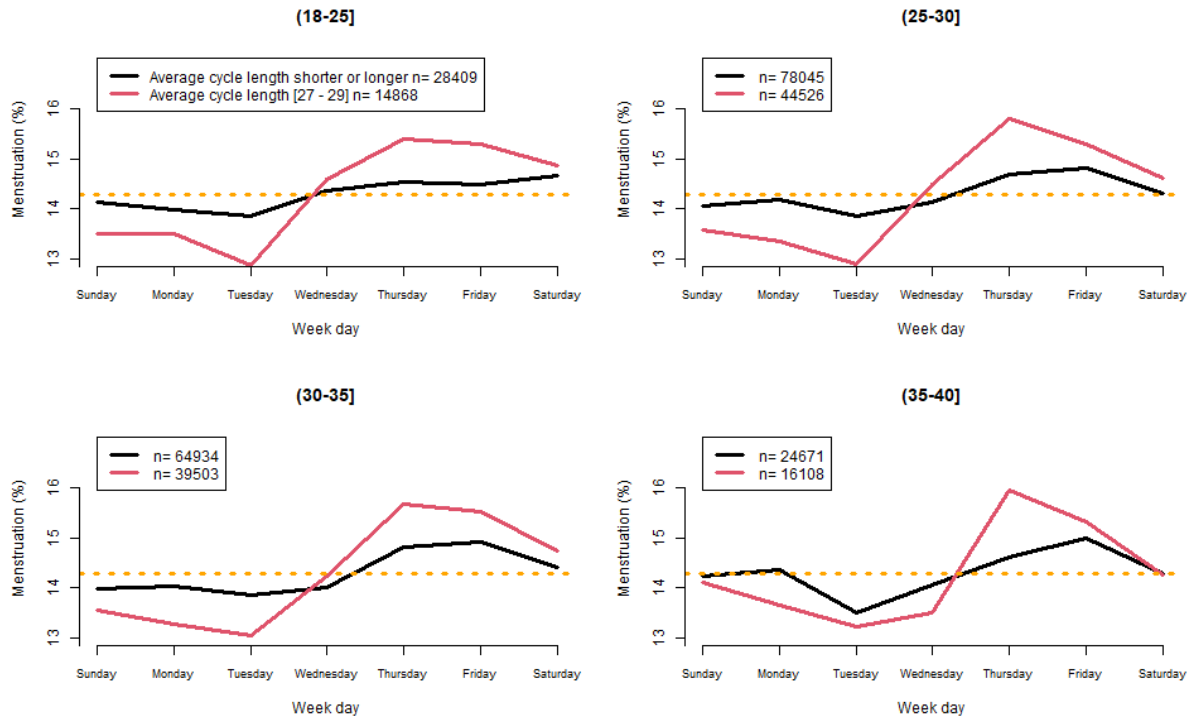 (18-25]
Average cycle length shorter or longer n= 28409
Average cycle length [27 - 29] n= 14868
Menstruation (%)
16
15
14
13
Sunday Monday Tuesday Wednesday Thursday Friday Saturday
Week day
(25-30]
n= 78045
n= 44526
Menstruation (%)
16
15
14
13
Sunday Monday Tuesday Wednesday Thursday Friday Saturday
Week day
(30-35]
n= 64934
n= 39503
Menstruation (%)
16
15
14
13
Sunday Monday Tuesday Wednesday Thursday Friday Saturday
Week day
(35-40]
n= 24671
n= 16108
Menstruation (%)
16
15
14
13
Sunday Monday Tuesday Wednesday Thursday Friday Saturday
Week day